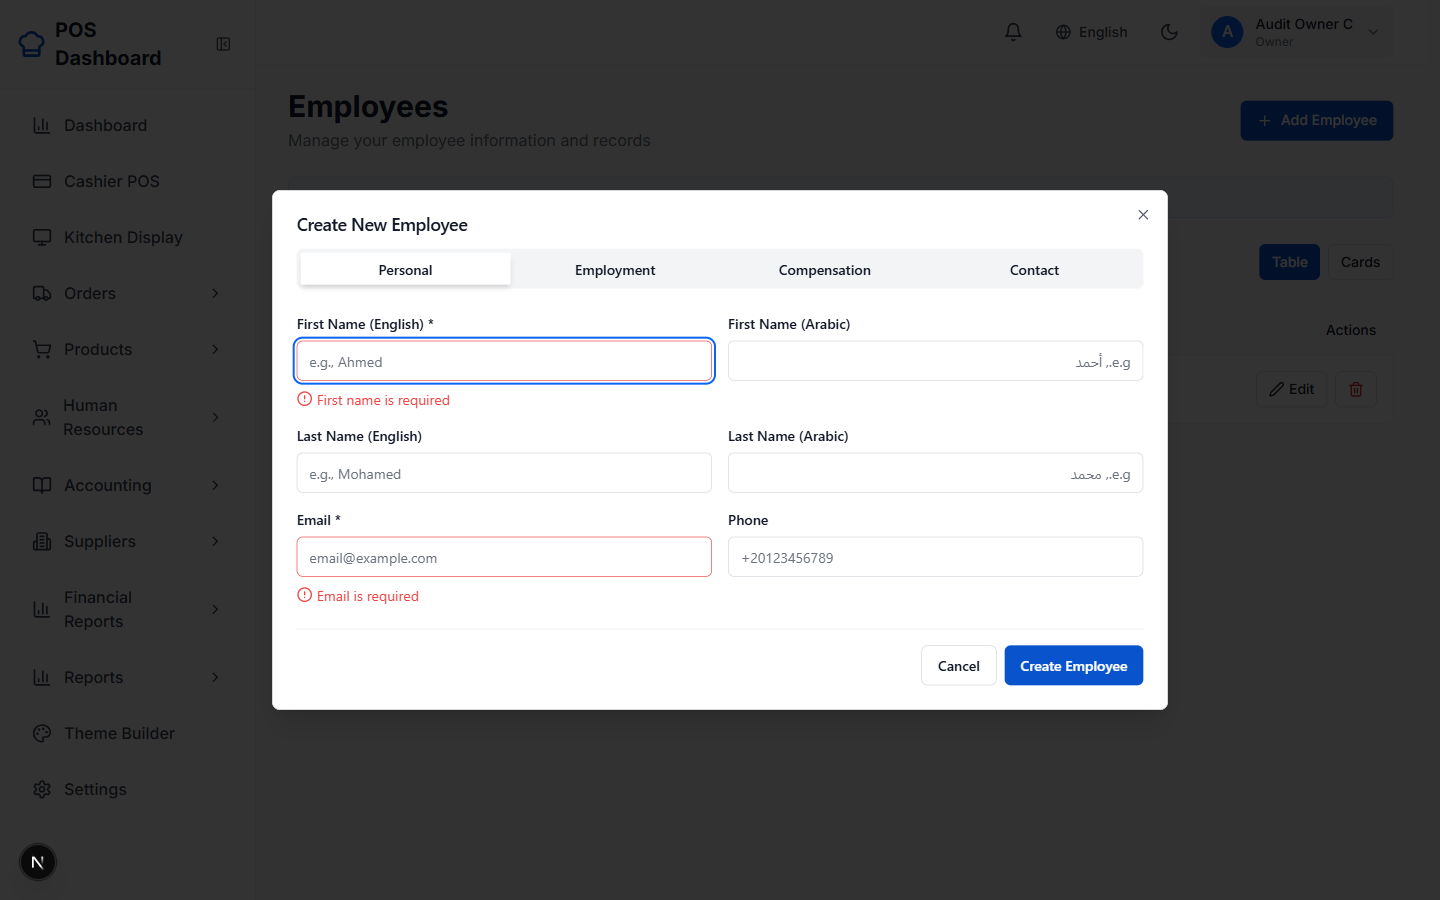 POS
Dashboard
English
A
Audit Owner C
Owner
Dashboard
Cashier POS
Kitchen Display
Orders
Products
Human
Resources
Accounting
Suppliers
Financial
Reports
Reports
Theme Builder
Settings
N
Employees
Manage your employee information and records
+ Add Employee
Table
Cards
Actions
Edit
Create New Employee
Personal
Employment
Compensation
Contact
First Name (English) *
e.g., Ahmed
First name is required
First Name (Arabic)
e.g., أحمد
Last Name (English)
e.g., Mohamed
Last Name (Arabic)
e.g., محمد
Email *
email@example.com
Email is required
Phone
+20123456789
Cancel
Create Employee